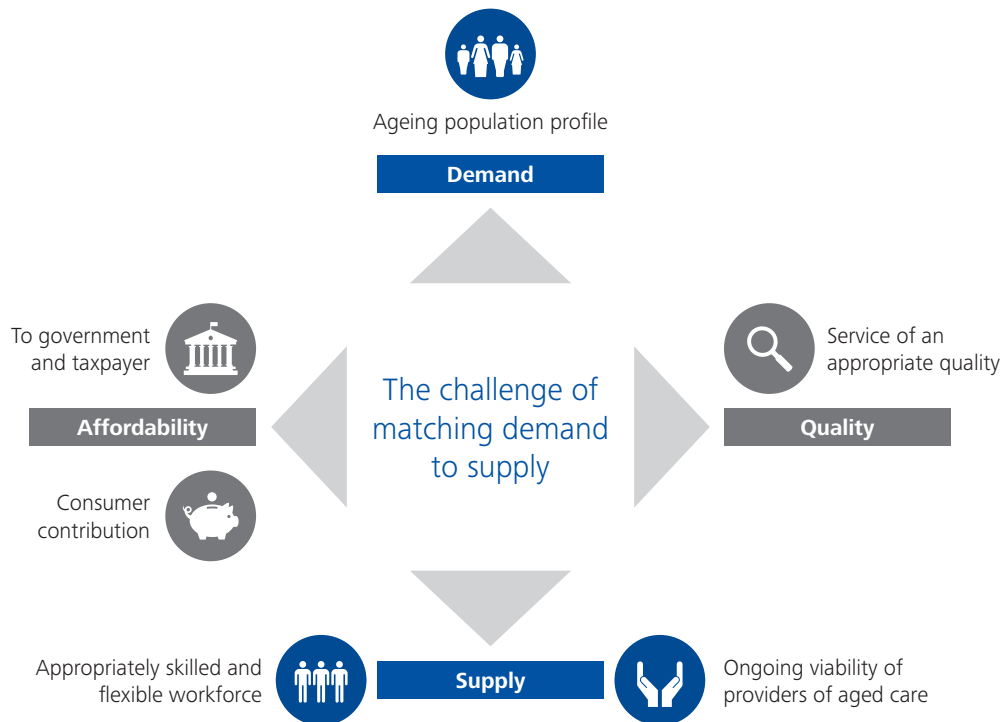 Ageing population profile
Demand
To government
and taxpayer
Affordability
Consumer
contribution
The challenge of
matching demand
to supply
Service of an
appropriate quality
Quality
Appropriately skilled and
flexible workforce
Supply
Ongoing viability of
providers of aged care